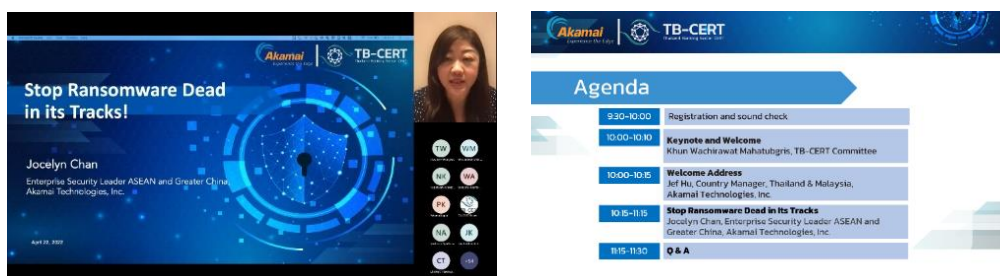 Akamai
TB-CERT
Stop Ransomware Dead
in its Tracks!
Jocelyn Chan
Enterprise Security Leader ASEAN and Greater China,
Akamai Technologies, Inc.
TW
WM
NK
WA
PK
NA
JK
CT
Akamai
Experience the Edge
TB-CERT
Agenda
9:30-10:00 Registration and sound check
10:00-10:10 Keynote and Welcome
Khun Wachirawat Mahatubgris, TB-CERT Committee
10:00-10:15 Welcome Address
Jef Hu, Country Manager, Thailand & Malaysia,
Akamai Technologies, Inc.
10:15-11:15 Stop Ransomware Dead in Its Tracks
Jocelyn Chan, Enterprise Security Leader ASEAN and
Greater China, Akamai Technologies, Inc.
11:15-11:30 Q & A